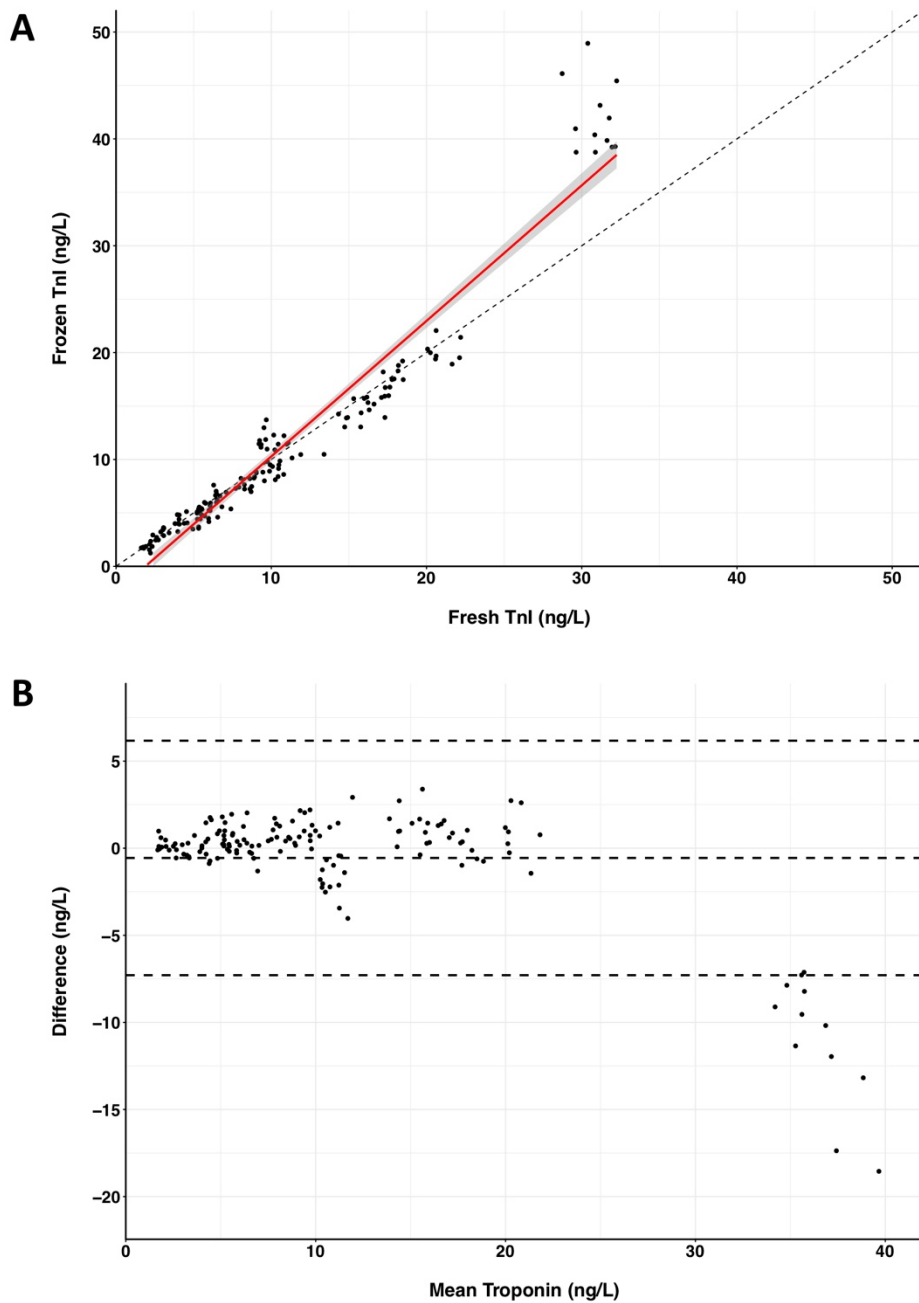 A
50
40
30
20
10
0
Frozen TnI (ng/L)
0 10 20 30 40 50
Fresh TnI (ng/L)
B
5
0
−5
−10
−15
−20
Difference (ng/L)
0 10 20 30 40
Mean Troponin (ng/L)